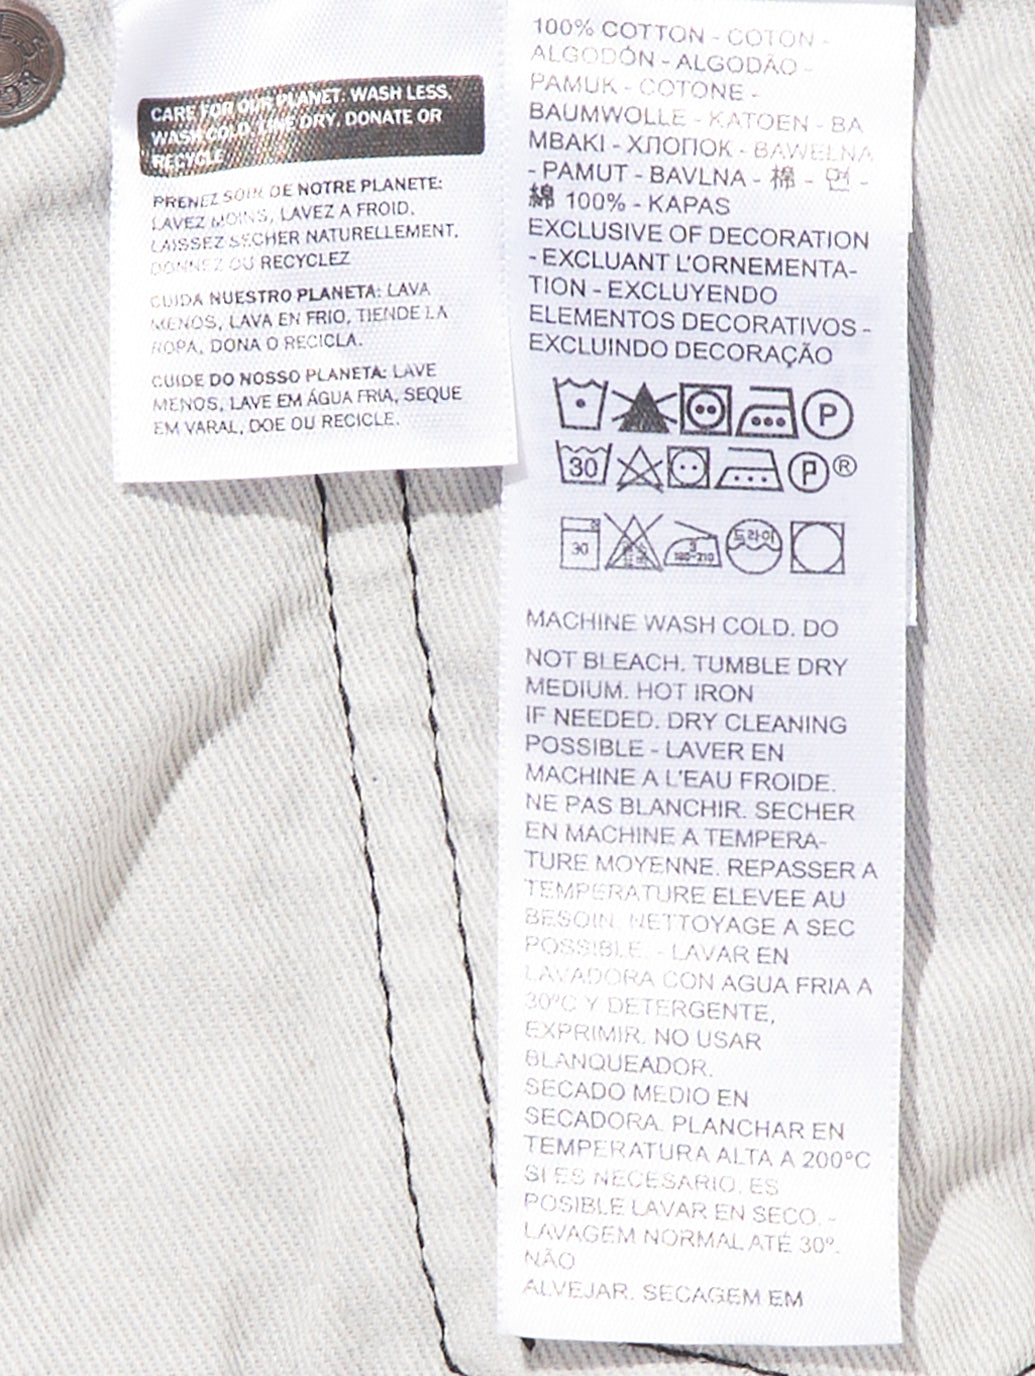 CARE FOR OUR PLANET. WASH LESS,
WASH COLD, LINE DRY, DONATE OR
RECYCLE
PRENEZ SOIN DE NOTRE PLANETE:
LAVEZ MOINS, LAVEZ A FROID,
LAISSEZ SECHER NATURELLEMENT,
DONNEZ OU RECYCLEZ
CUIDA NUESTRO PLANETA: LAVA
MENOS, LAVA EN FRIO, TIENDE LA
ROPA, DONA O RECICLA.
CUIDE DO NOSSO PLANETA: LAVE
MENOS, LAVE EM ÁGUA FRIA, SEQUE
EM VARAL, DOE OU RECICLE.
100% COTTON - COTON -
ALGODÓN - ALGODÃO -
PAMUK - COTONE -
BAUMWOLLE - KATOEN - BA
MBAKI - ХЛОПОК - BAWEŁNA
- PAMUT - BAVLNA - 棉 - 면 -
綿 100% - KAPAS
EXCLUSIVE OF DECORATION
- EXCLUANT L'ORNEMENTA-
TION - EXCLUYENDO
ELEMENTOS DECORATIVOS -
EXCLUINDO DECORAÇÃO
P
30 P ®
30 3 180~210 드라이
MACHINE WASH COLD. DO
NOT BLEACH. TUMBLE DRY
MEDIUM. HOT IRON
IF NEEDED. DRY CLEANING
POSSIBLE - LAVER EN
MACHINE A L'EAU FROIDE.
NE PAS BLANCHIR. SECHER
EN MACHINE A TEMPERA-
TURE MOYENNE. REPASSER A
TEMPERATURE ELEVEE AU
BESOIN. NETTOYAGE A SEC
POSSIBLE. - LAVAR EN
LAVADORA CON AGUA FRIA A
30ºC Y DETERGENTE,
EXPRIMIR. NO USAR
BLANQUEADOR.
SECADO MEDIO EN
SECADORA. PLANCHAR EN
TEMPERATURA ALTA A 200ºC
SI ES NECESARIO. ES
POSIBLE LAVAR EN SECO. -
LAVAGEM NORMAL ATÉ 30º.
NÃO
ALVEJAR. SECAGEM EM